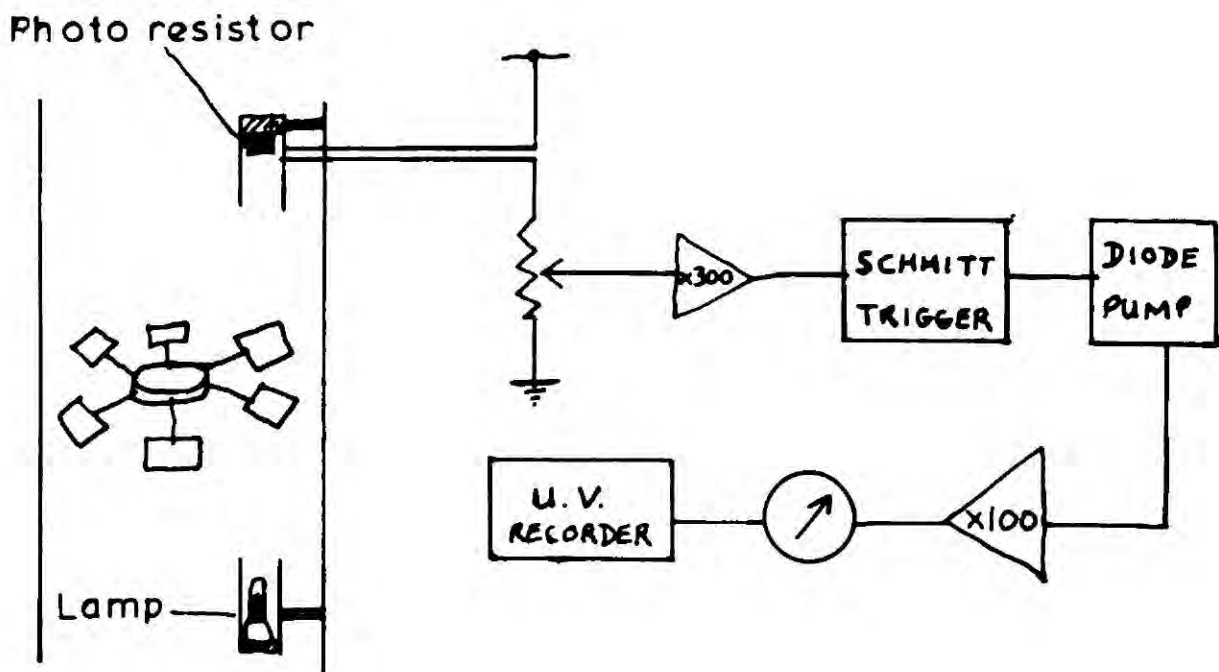 Photo resistor
x300
SCHMITT
TRIGGER
DIODE
PUMP
U.V.
RECORDER
x100
Lamp